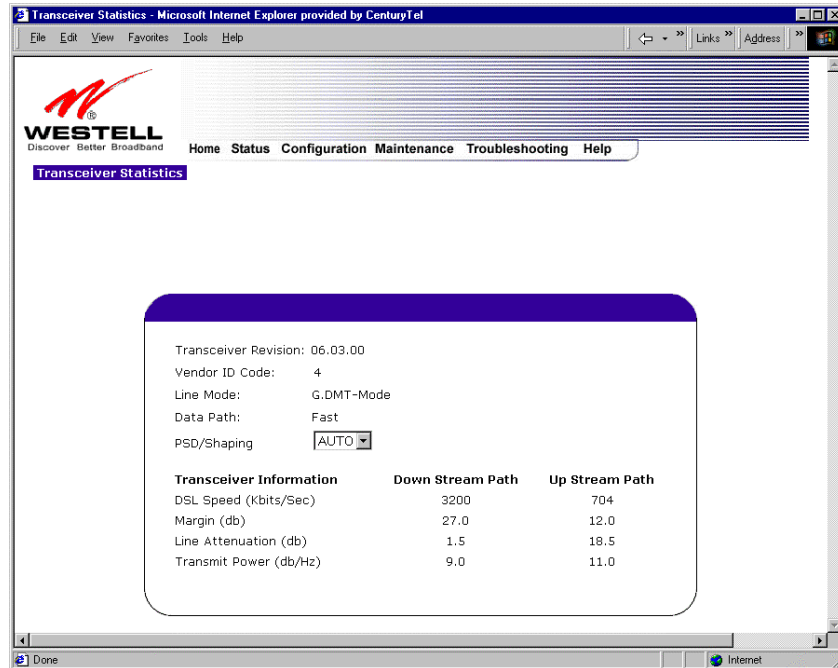 Transceiver Statistics - Microsoft Internet Explorer provided by CenturyTel
File Edit View Favorites Tools Help
» Links » Address »
WESTELL
®
Discover Better Broadband
Home Status Configuration Maintenance Troubleshooting Help
Transceiver Statistics
Transceiver Revision: 06.03.00
Vendor ID Code: 4
Line Mode: G.DMT-Mode
Data Path: Fast
PSD/Shaping AUTO
Transceiver Information Down Stream Path Up Stream Path
DSL Speed (Kbits/Sec) 3200 704
Margin (db) 27.0 12.0
Line Attenuation (db) 1.5 18.5
Transmit Power (db/Hz) 9.0 11.0
Done Internet